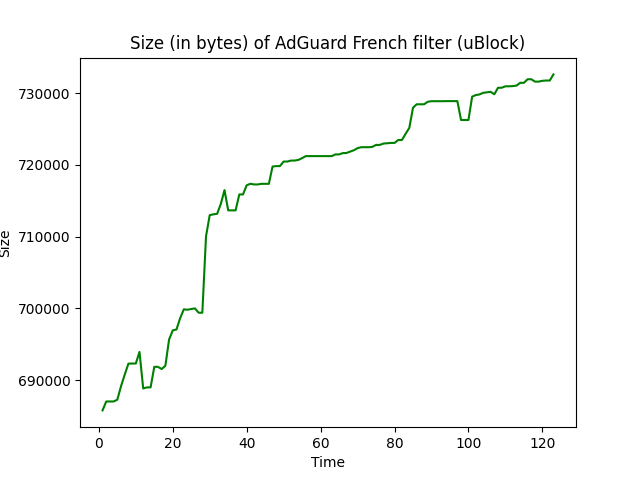 Size (in bytes) of AdGuard French filter (uBlock)
730000
720000
710000
700000
690000
Size
0 20 40 60 80 100 120
Time